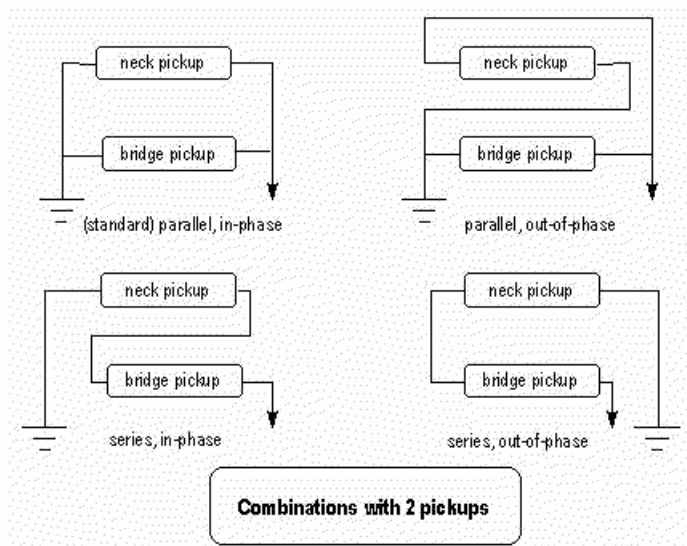 neck pickup
bridge pickup
(standard) parallel, in-phase
neck pickup
bridge pickup
parallel, out-of-phase
neck pickup
bridge pickup
series, in-phase
neck pickup
bridge pickup
series, out-of-phase
Combinations with 2 pickups